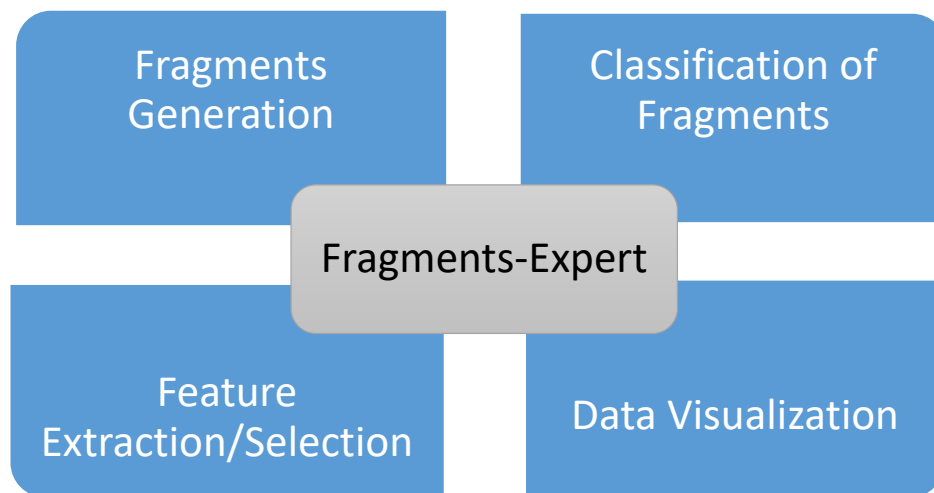 Fragments
Generation
Classification of
Fragments
Fragments-Expert
Feature
Extraction/Selection
Data Visualization